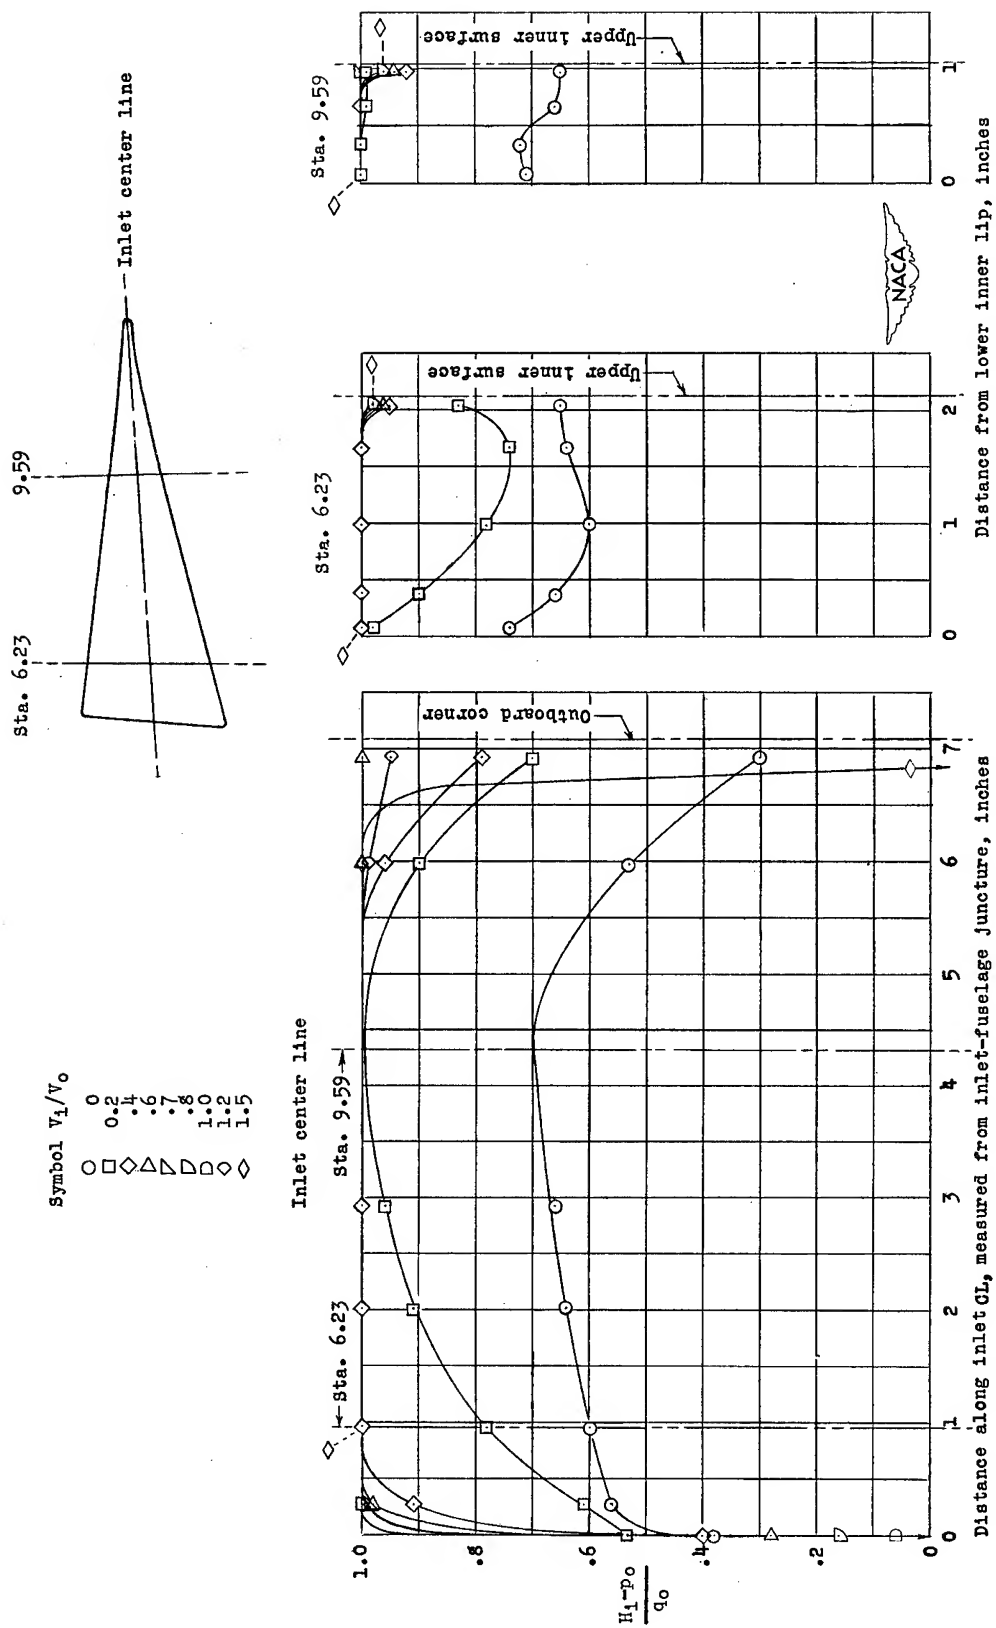 Symbol V1/Vo
0
0.2
.4
.6
.7
.8
1.0
1.2
1.5
Sta. 6.23
9.59
Inlet center line
Inlet center line
Sta. 6.23
Sta. 9.59
Outboard corner
H1-po
qo
1.0
.8
.6
.4
.2
0
0 1 2 3 4 5 6 7
Distance along inlet CL, measured from inlet-fuselage juncture, inches
Sta. 6.23
Upper inner surface
0 1 2
Sta. 9.59
Upper inner surface
0 1
Distance from lower inner lip, inches
NACA